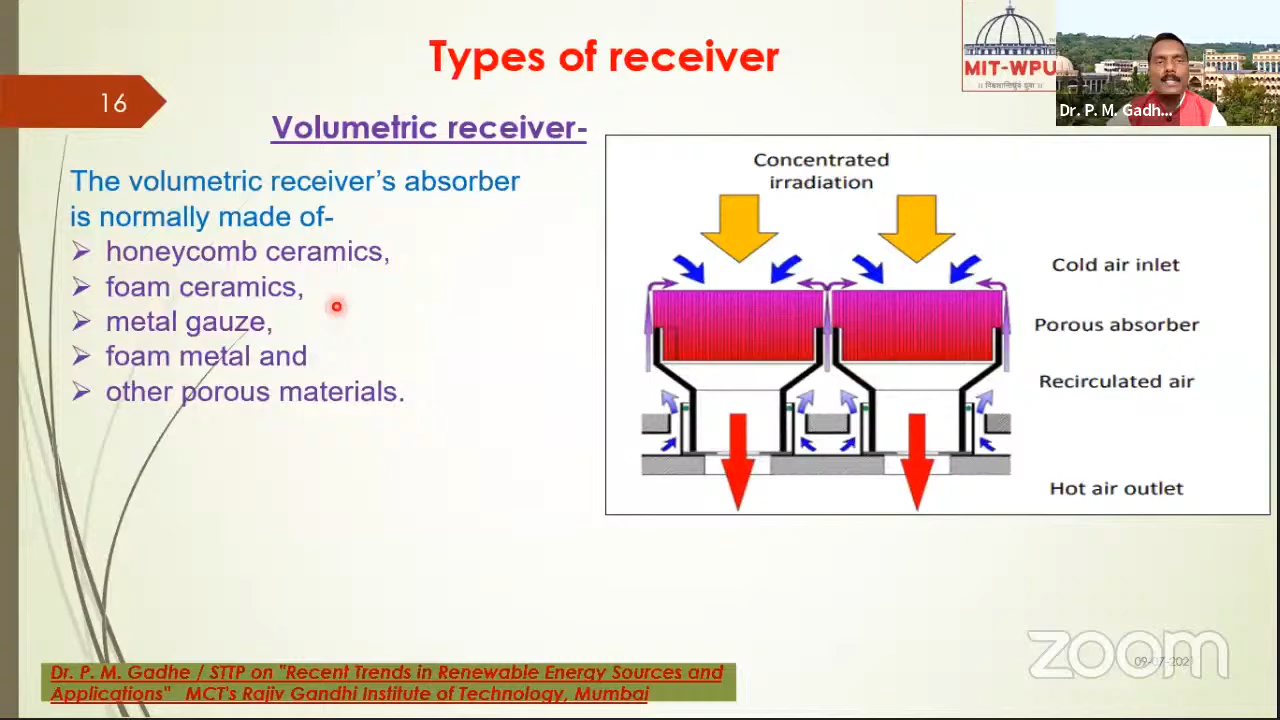 Types of receiver
MIT-WPU
॥ विश्वशान्तिर्ध्रुवं ध्रुवा ॥
Dr. P. M. Gadh...
16
Volumetric receiver-
The volumetric receiver’s absorber
is normally made of-
➢ honeycomb ceramics,
➢ foam ceramics,
➢ metal gauze,
➢ foam metal and
➢ other porous materials.
Concentrated
irradiation
Cold air inlet
Porous absorber
Recirculated air
Hot air outlet
Dr. P. M. Gadhe / STTP on "Recent Trends in Renewable Energy Sources and
Applications" MCT's Rajiv Gandhi Institute of Technology, Mumbai
zoom